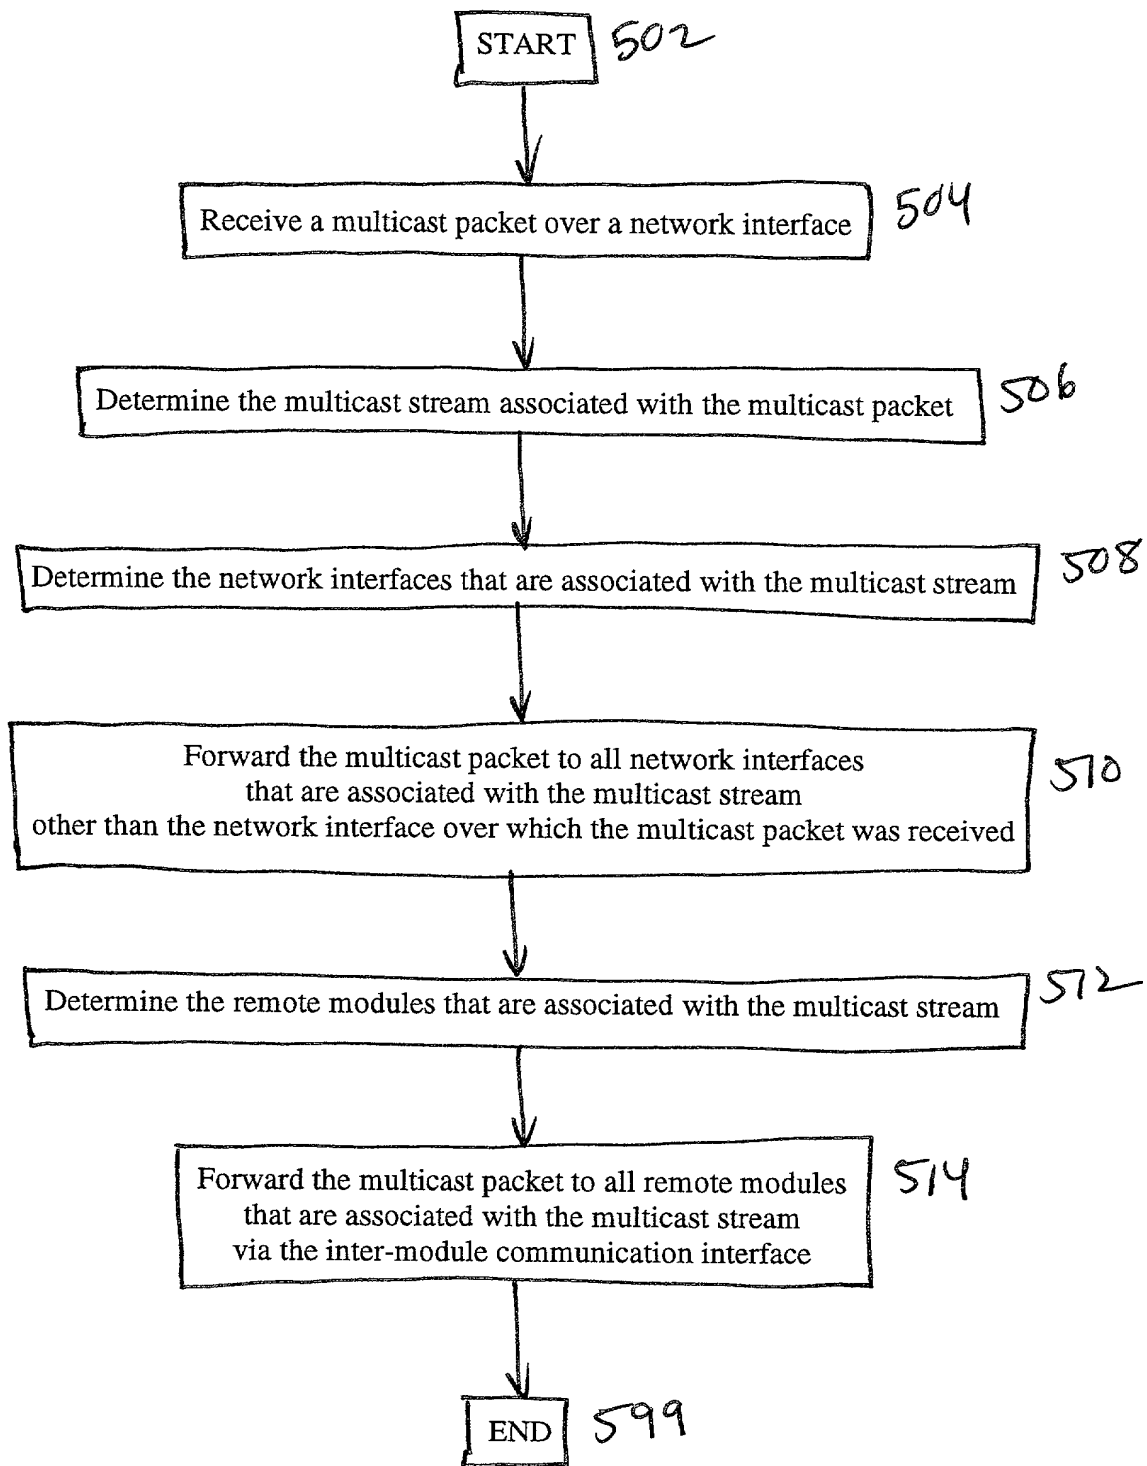 START 502
Receive a multicast packet over a network interface 504
Determine the multicast stream associated with the multicast packet 506
Determine the network interfaces that are associated with the multicast stream 508
Forward the multicast packet to all network interfaces
that are associated with the multicast stream 510
other than the network interface over which the multicast packet was received
Determine the remote modules that are associated with the multicast stream 512
Forward the multicast packet to all remote modules 514
that are associated with the multicast stream
via the inter-module communication interface
END 599